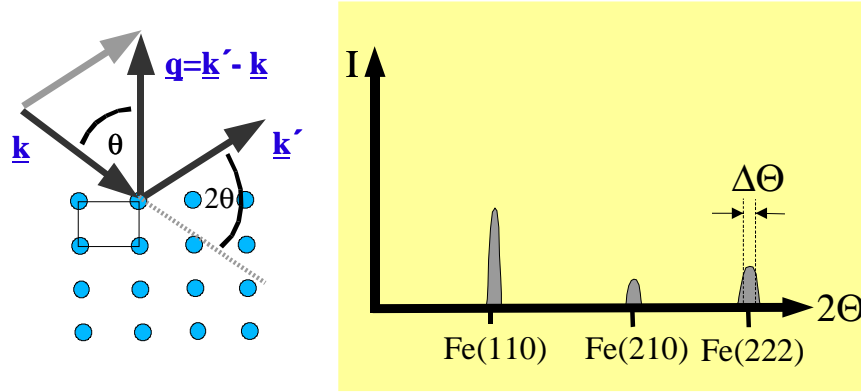 q=k´- k
k
θ
k´
2θ
I
ΔΘ
2Θ
Fe(110)
Fe(210)
Fe(222)